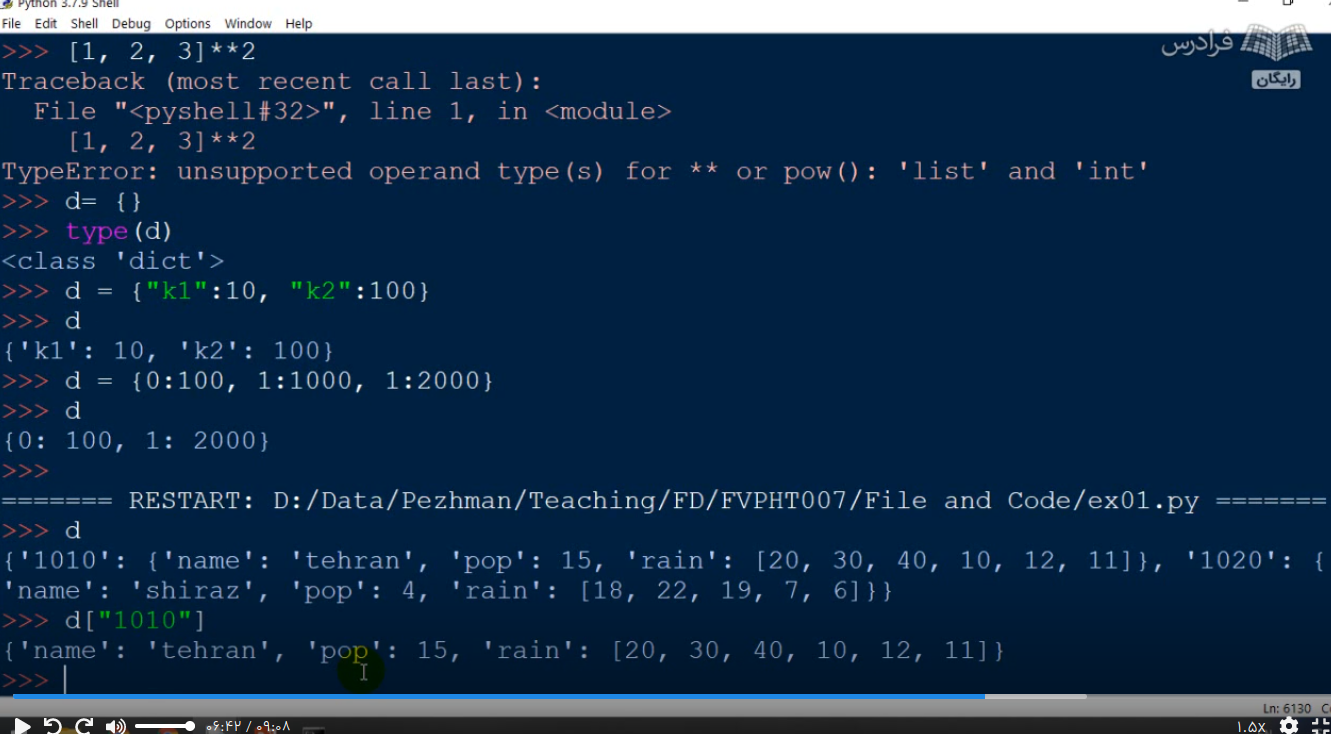 Python 3.7.9 Shell
File Edit Shell Debug Options Window Help
فرادرس
رایگان
>>> [1, 2, 3]**2
Traceback (most recent call last):
  File "<pyshell#32>", line 1, in <module>
    [1, 2, 3]**2
TypeError: unsupported operand type(s) for ** or pow(): 'list' and 'int'
>>> d= {}
>>> type(d)
<class 'dict'>
>>> d = {"k1":10, "k2":100}
>>> d
{'k1': 10, 'k2': 100}
>>> d = {0:100, 1:1000, 1:2000}
>>> d
{0: 100, 1: 2000}
>>>
======= RESTART: D:/Data/Pezhman/Teaching/FD/FVPHT007/File and Code/ex01.py =======
>>> d
{'1010': {'name': 'tehran', 'pop': 15, 'rain': [20, 30, 40, 10, 12, 11]}, '1020': {
'name': 'shiraz', 'pop': 4, 'rain': [18, 22, 19, 7, 6]}}
>>> d["1010"]
{'name': 'tehran', 'pop': 15, 'rain': [20, 30, 40, 10, 12, 11]}
>>>
Ln: 6130
۰۶:۴۲ / ۰۹:۰۸
۱.۵X